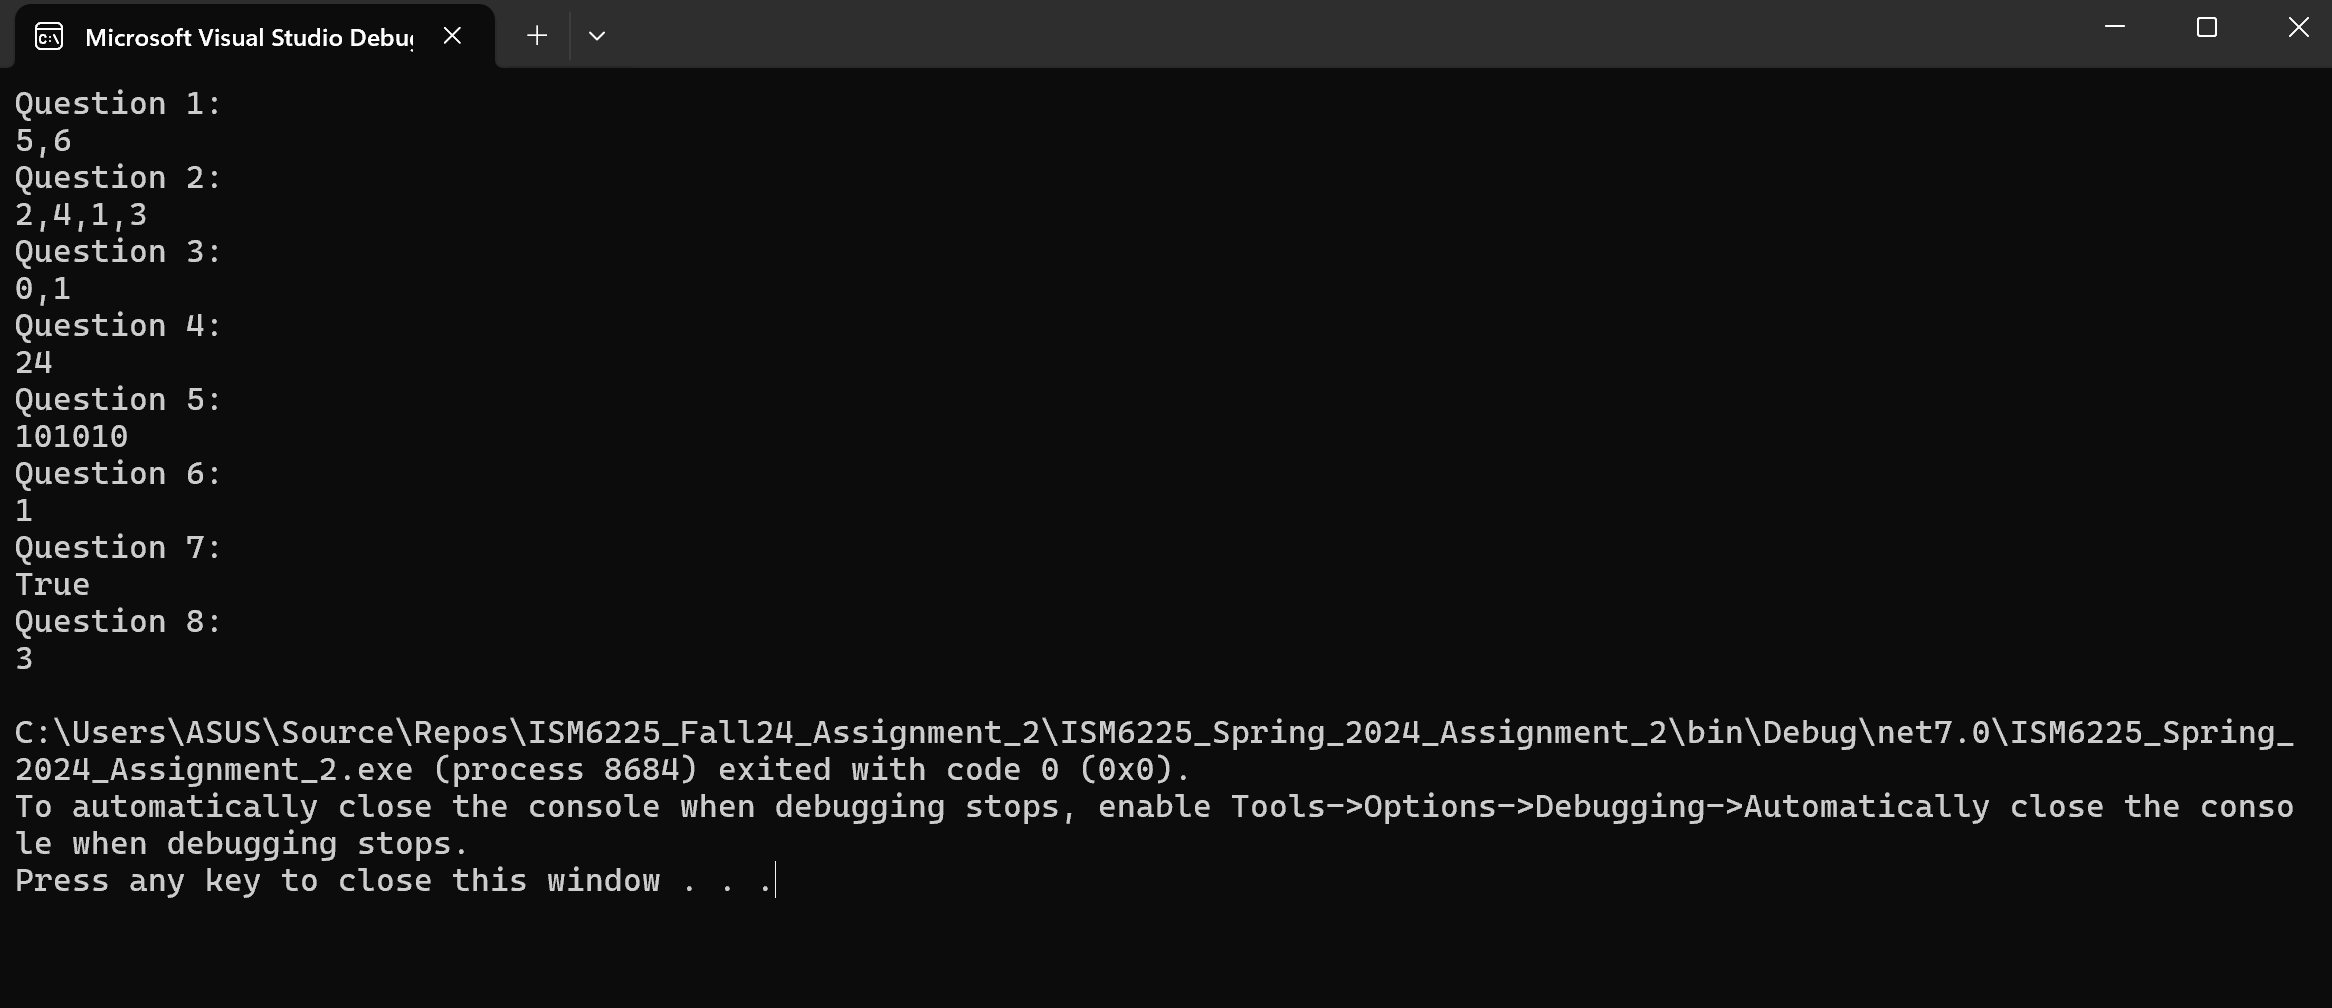 Microsoft Visual Studio Debu
Question 1:
5,6
Question 2:
2,4,1,3
Question 3:
0,1
Question 4:
24
Question 5:
101010
Question 6:
1
Question 7:
True
Question 8:
3
C:\Users\ASUS\Source\Repos\ISM6225_Fall24_Assignment_2\ISM6225_Spring_2024_Assignment_2\bin\Debug\net7.0\ISM6225_Spring_
2024_Assignment_2.exe (process 8684) exited with code 0 (0x0).
To automatically close the console when debugging stops, enable Tools->Options->Debugging->Automatically close the conso
le when debugging stops.
Press any key to close this window . . .